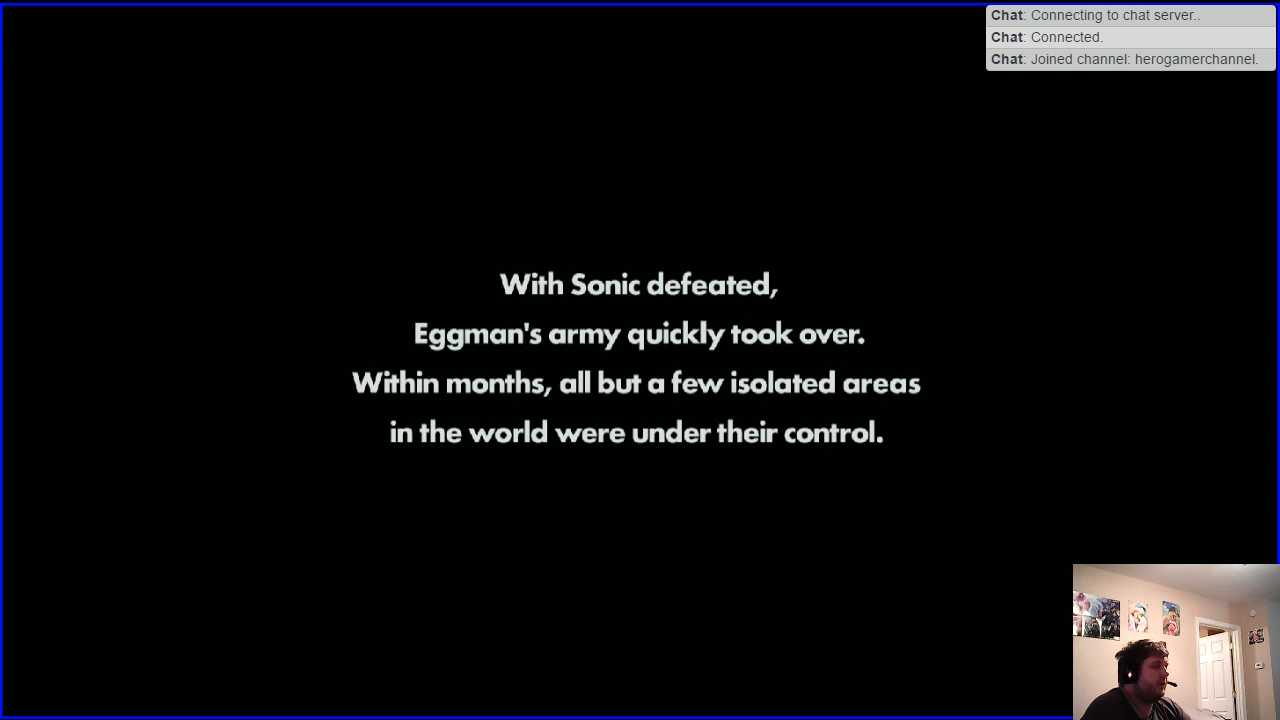 Chat: Connecting to chat server..
Chat: Connected.
Chat: Joined channel: herogamerchannel.
With Sonic defeated,
Eggman's army quickly took over.
Within months, all but a few isolated areas
in the world were under their control.